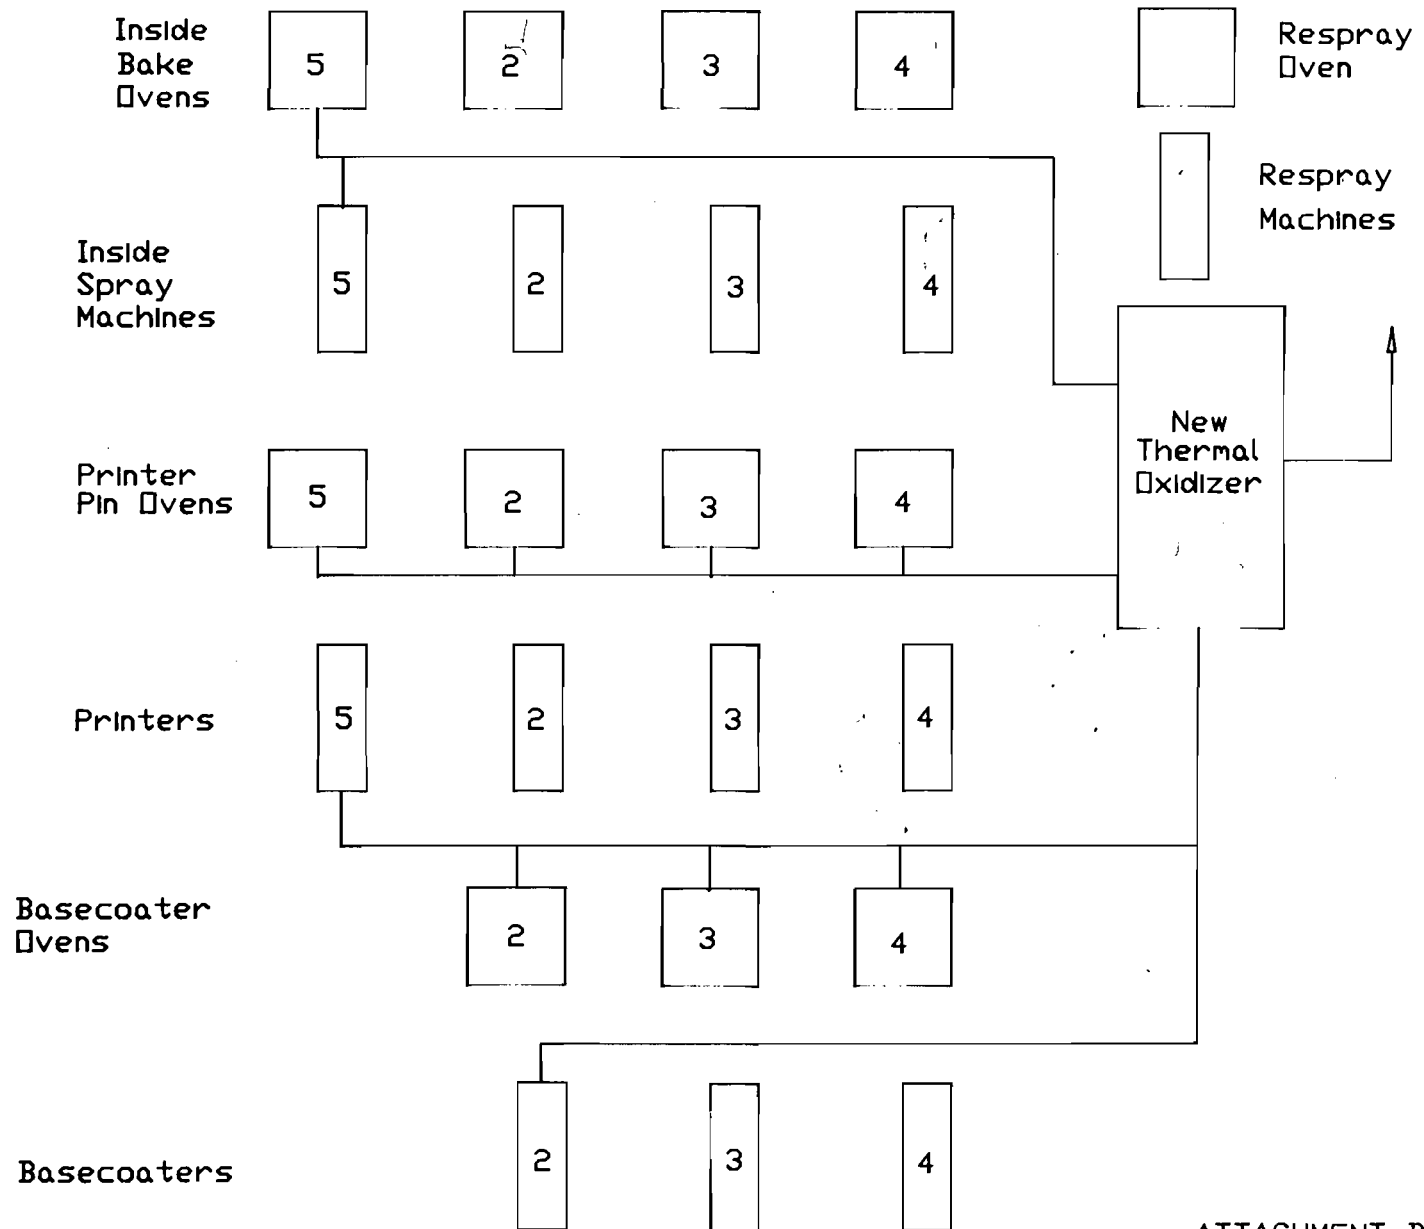 Inside
Bake
Ovens
5
2
3
4
Respray
Oven
Respray
Machines
Inside
Spray
Machines
5
2
3
4
New
Thermal
Oxidizer
Printer
Pin Ovens
5
2
3
4
Printers
5
2
3
4
Basecoater
Ovens
2
3
4
Basecoaters
2
3
4